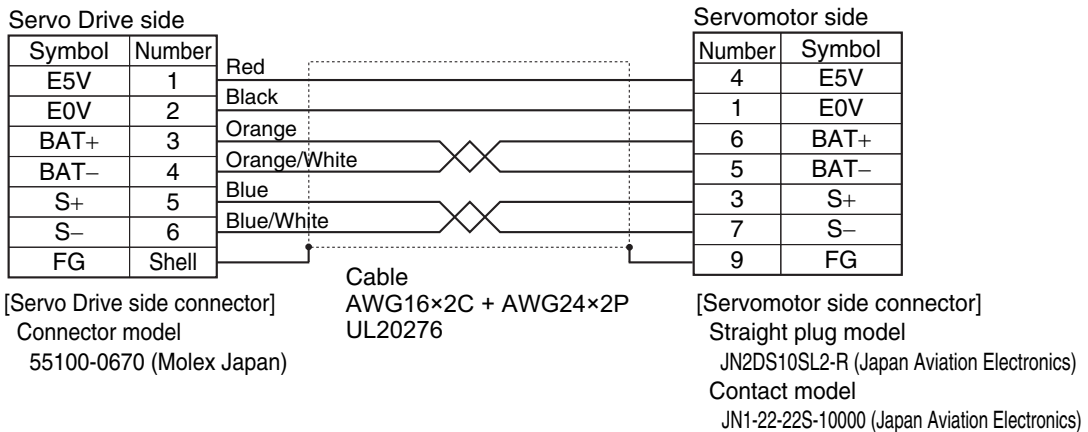 Servo Drive side
Servomotor side
Symbol Number
Number Symbol
E5V 1 Red 4 E5V
E0V 2 Black 1 E0V
BAT+ 3 Orange 6 BAT+
BAT− 4 Orange/White 5 BAT−
S+ 5 Blue 3 S+
S− 6 Blue/White 7 S−
FG Shell 9 FG
Cable
AWG16×2C + AWG24×2P
UL20276
[Servo Drive side connector]
Connector model
55100-0670 (Molex Japan)
[Servomotor side connector]
Straight plug model
JN2DS10SL2-R (Japan Aviation Electronics)
Contact model
JN1-22-22S-10000 (Japan Aviation Electronics)